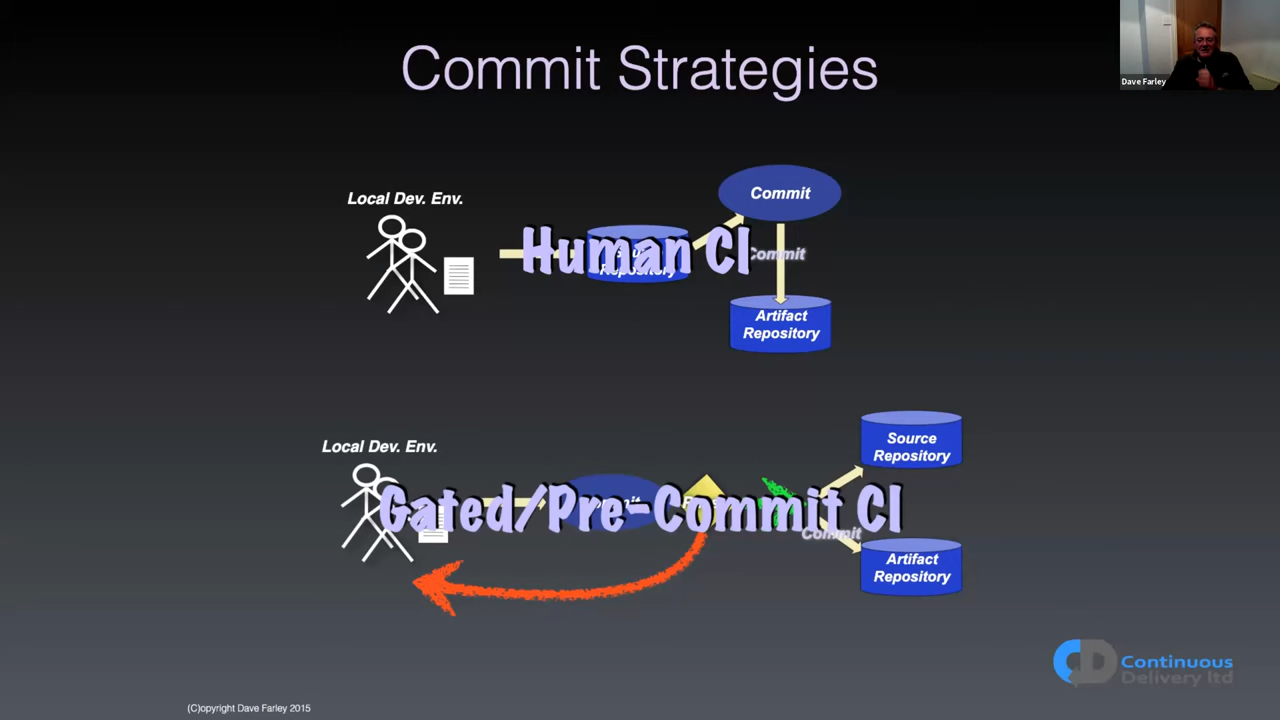 Commit Strategies
Dave Farley
Local Dev. Env.
Commit
Human CI
Repository
Commit
Artifact
Repository
Local Dev. Env.
Source
Repository
Gated/Pre-Commit CI
Commit
Artifact
Repository
Continuous
Delivery ltd
(C)opyright Dave Farley 2015